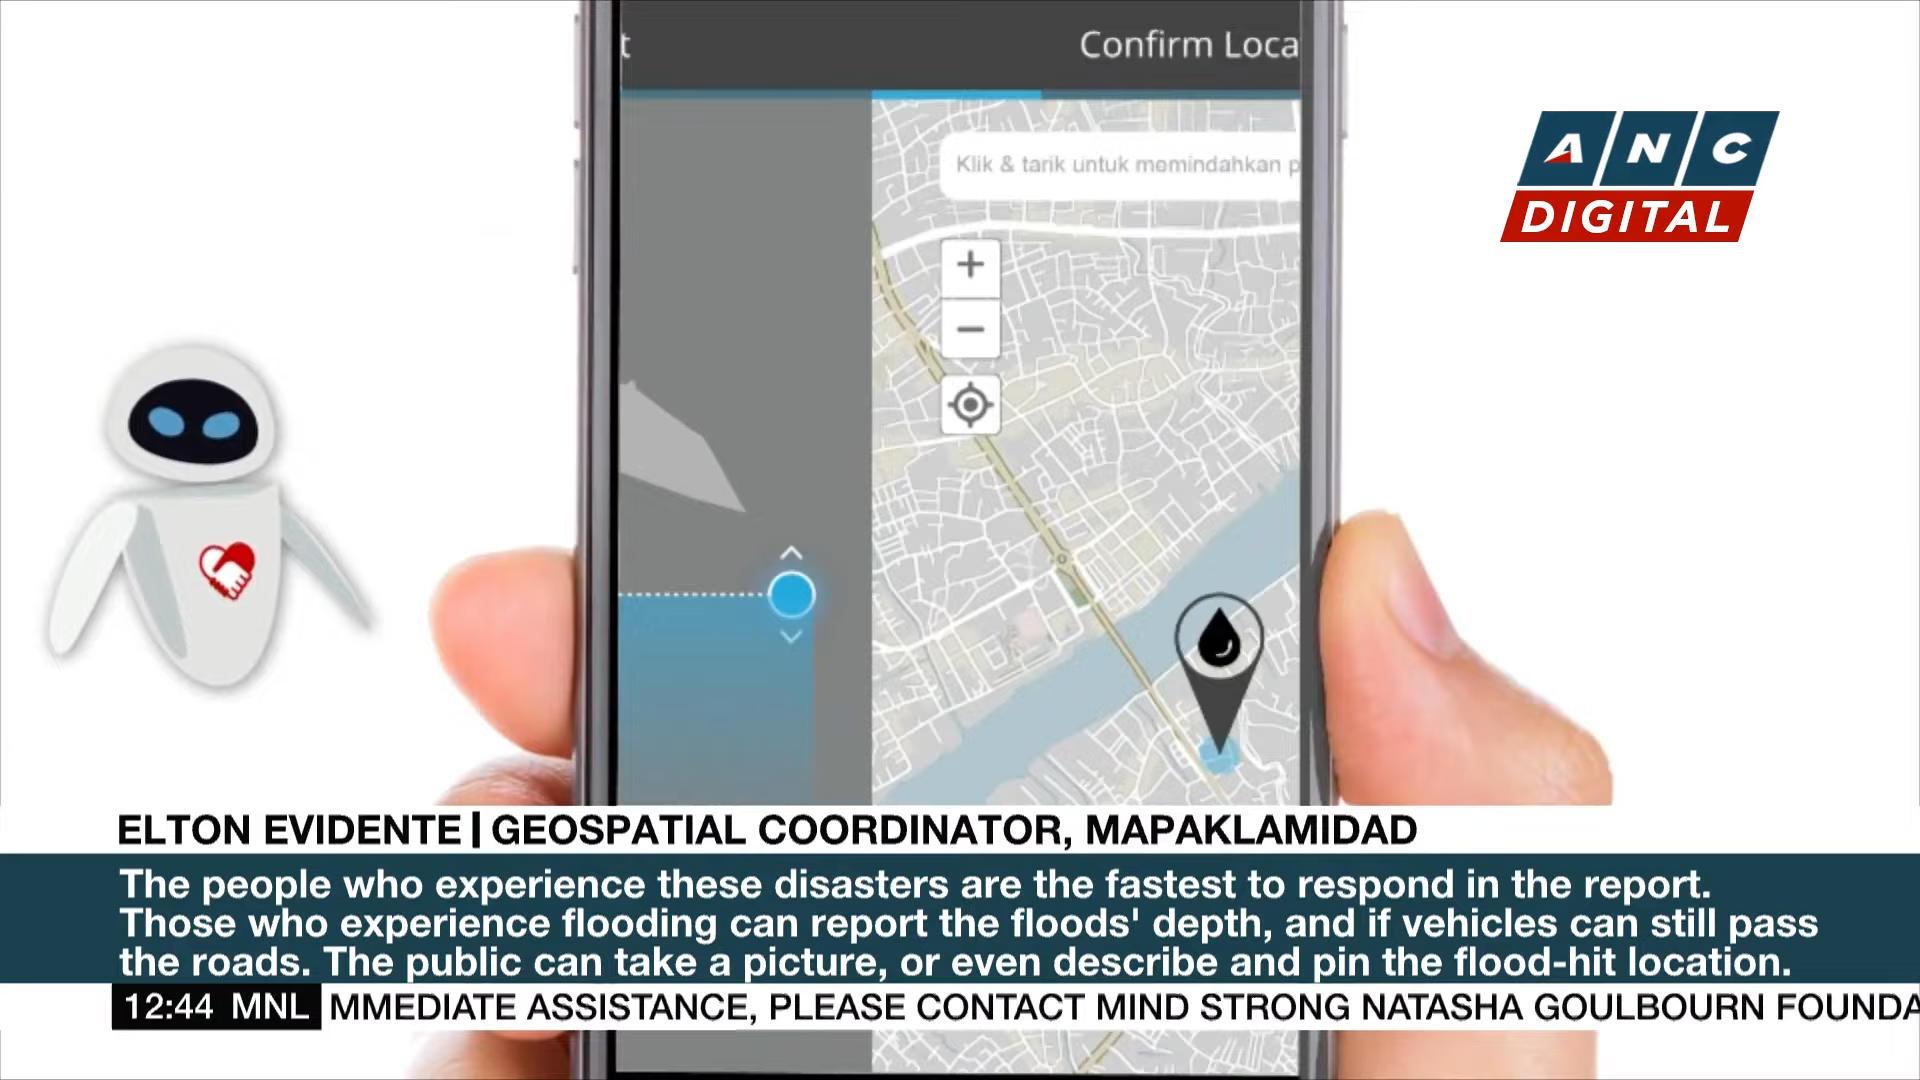 t
Confirm Loca
Klik & tarik untuk memindahkan p
ANC
DIGITAL
ELTON EVIDENTE | GEOSPATIAL COORDINATOR, MAPAKLAMIDAD
The people who experience these disasters are the fastest to respond in the report.
Those who experience flooding can report the floods' depth, and if vehicles can still pass
the roads. The public can take a picture, or even describe and pin the flood-hit location.
12:44 MNL MMEDIATE ASSISTANCE, PLEASE CONTACT MIND STRONG NATASHA GOULBOURN FOUNDA